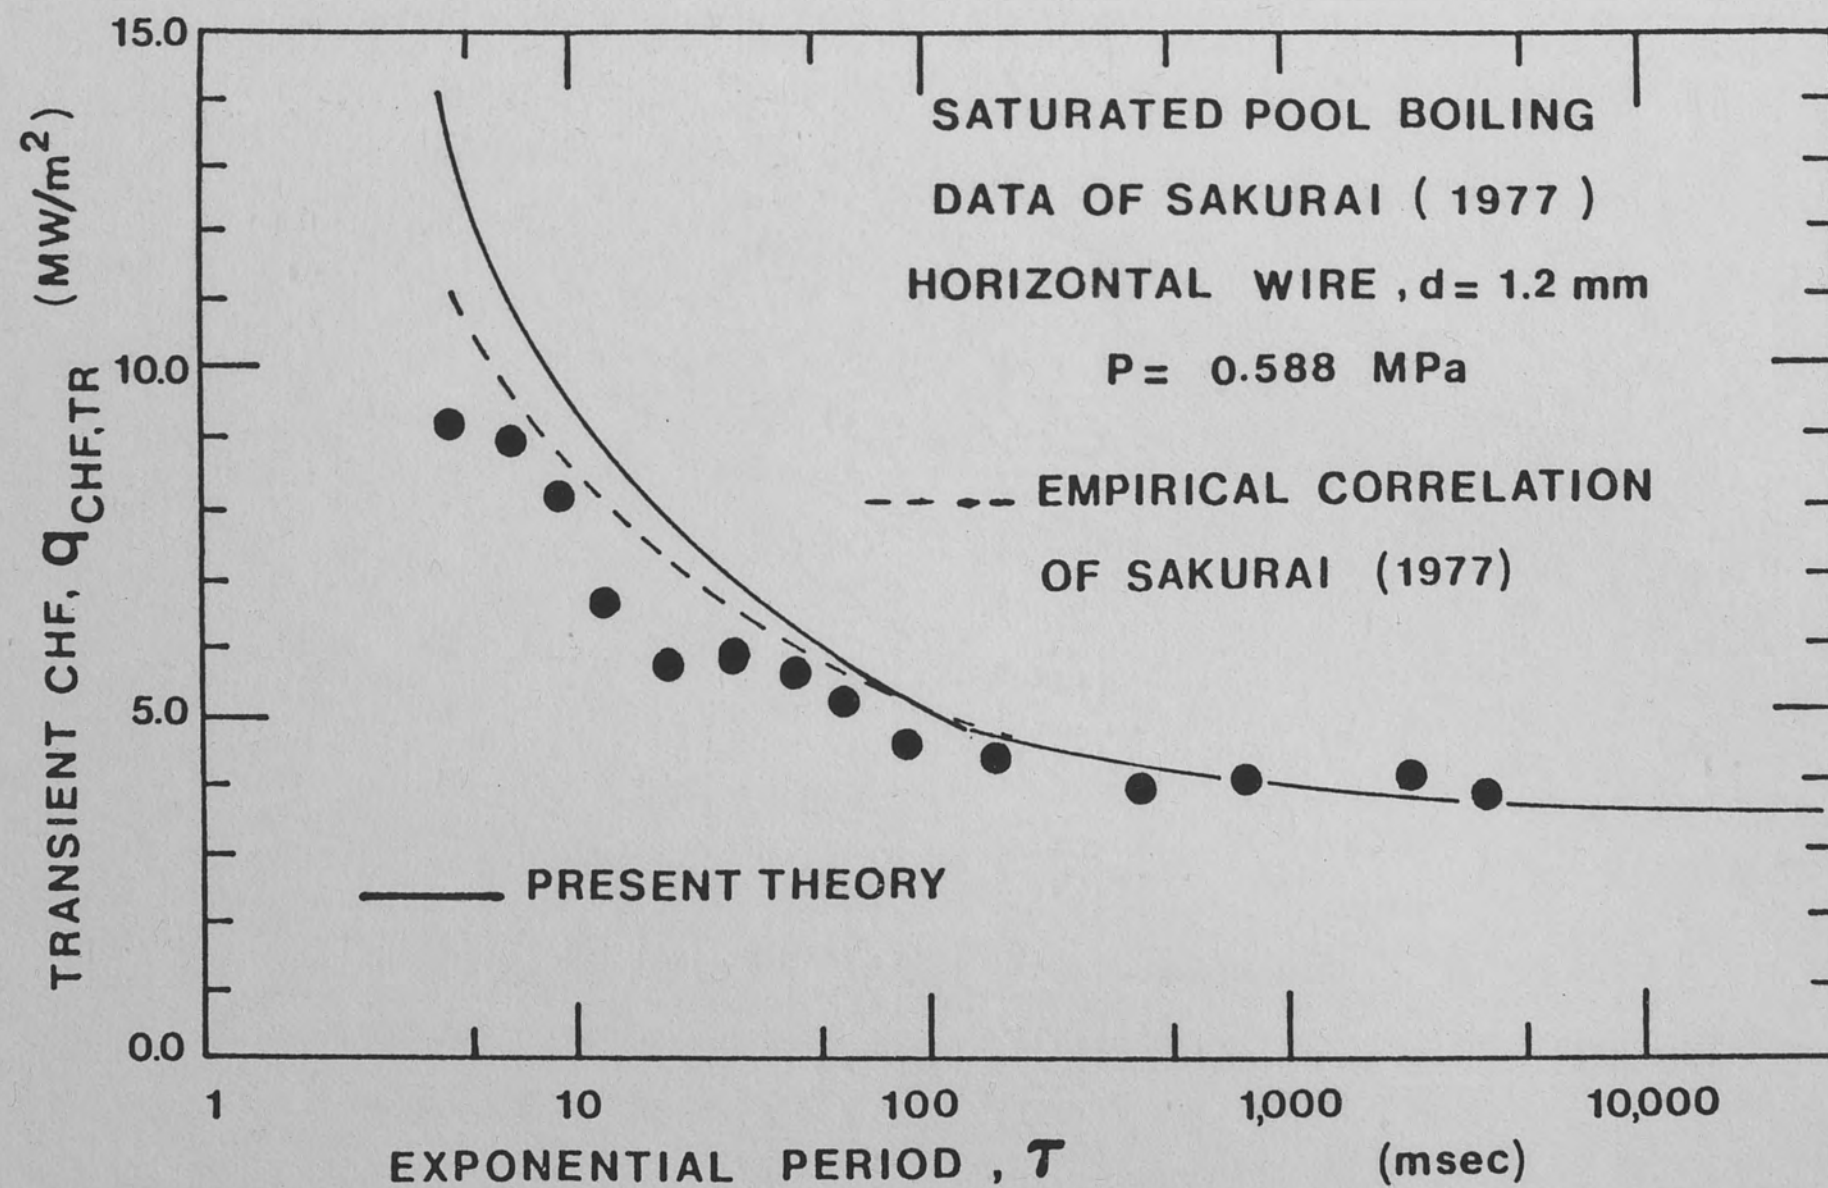 15.0
10.0
5.0
0.0
TRANSIENT CHF, qCHF,TR (MW/m²)
SATURATED POOL BOILING
DATA OF SAKURAI ( 1977 )
HORIZONTAL WIRE , d= 1.2 mm
P= 0.588 MPa
EMPIRICAL CORRELATION
OF SAKURAI (1977)
PRESENT THEORY
1 10 100 1,000 10,000
EXPONENTIAL PERIOD , τ (msec)